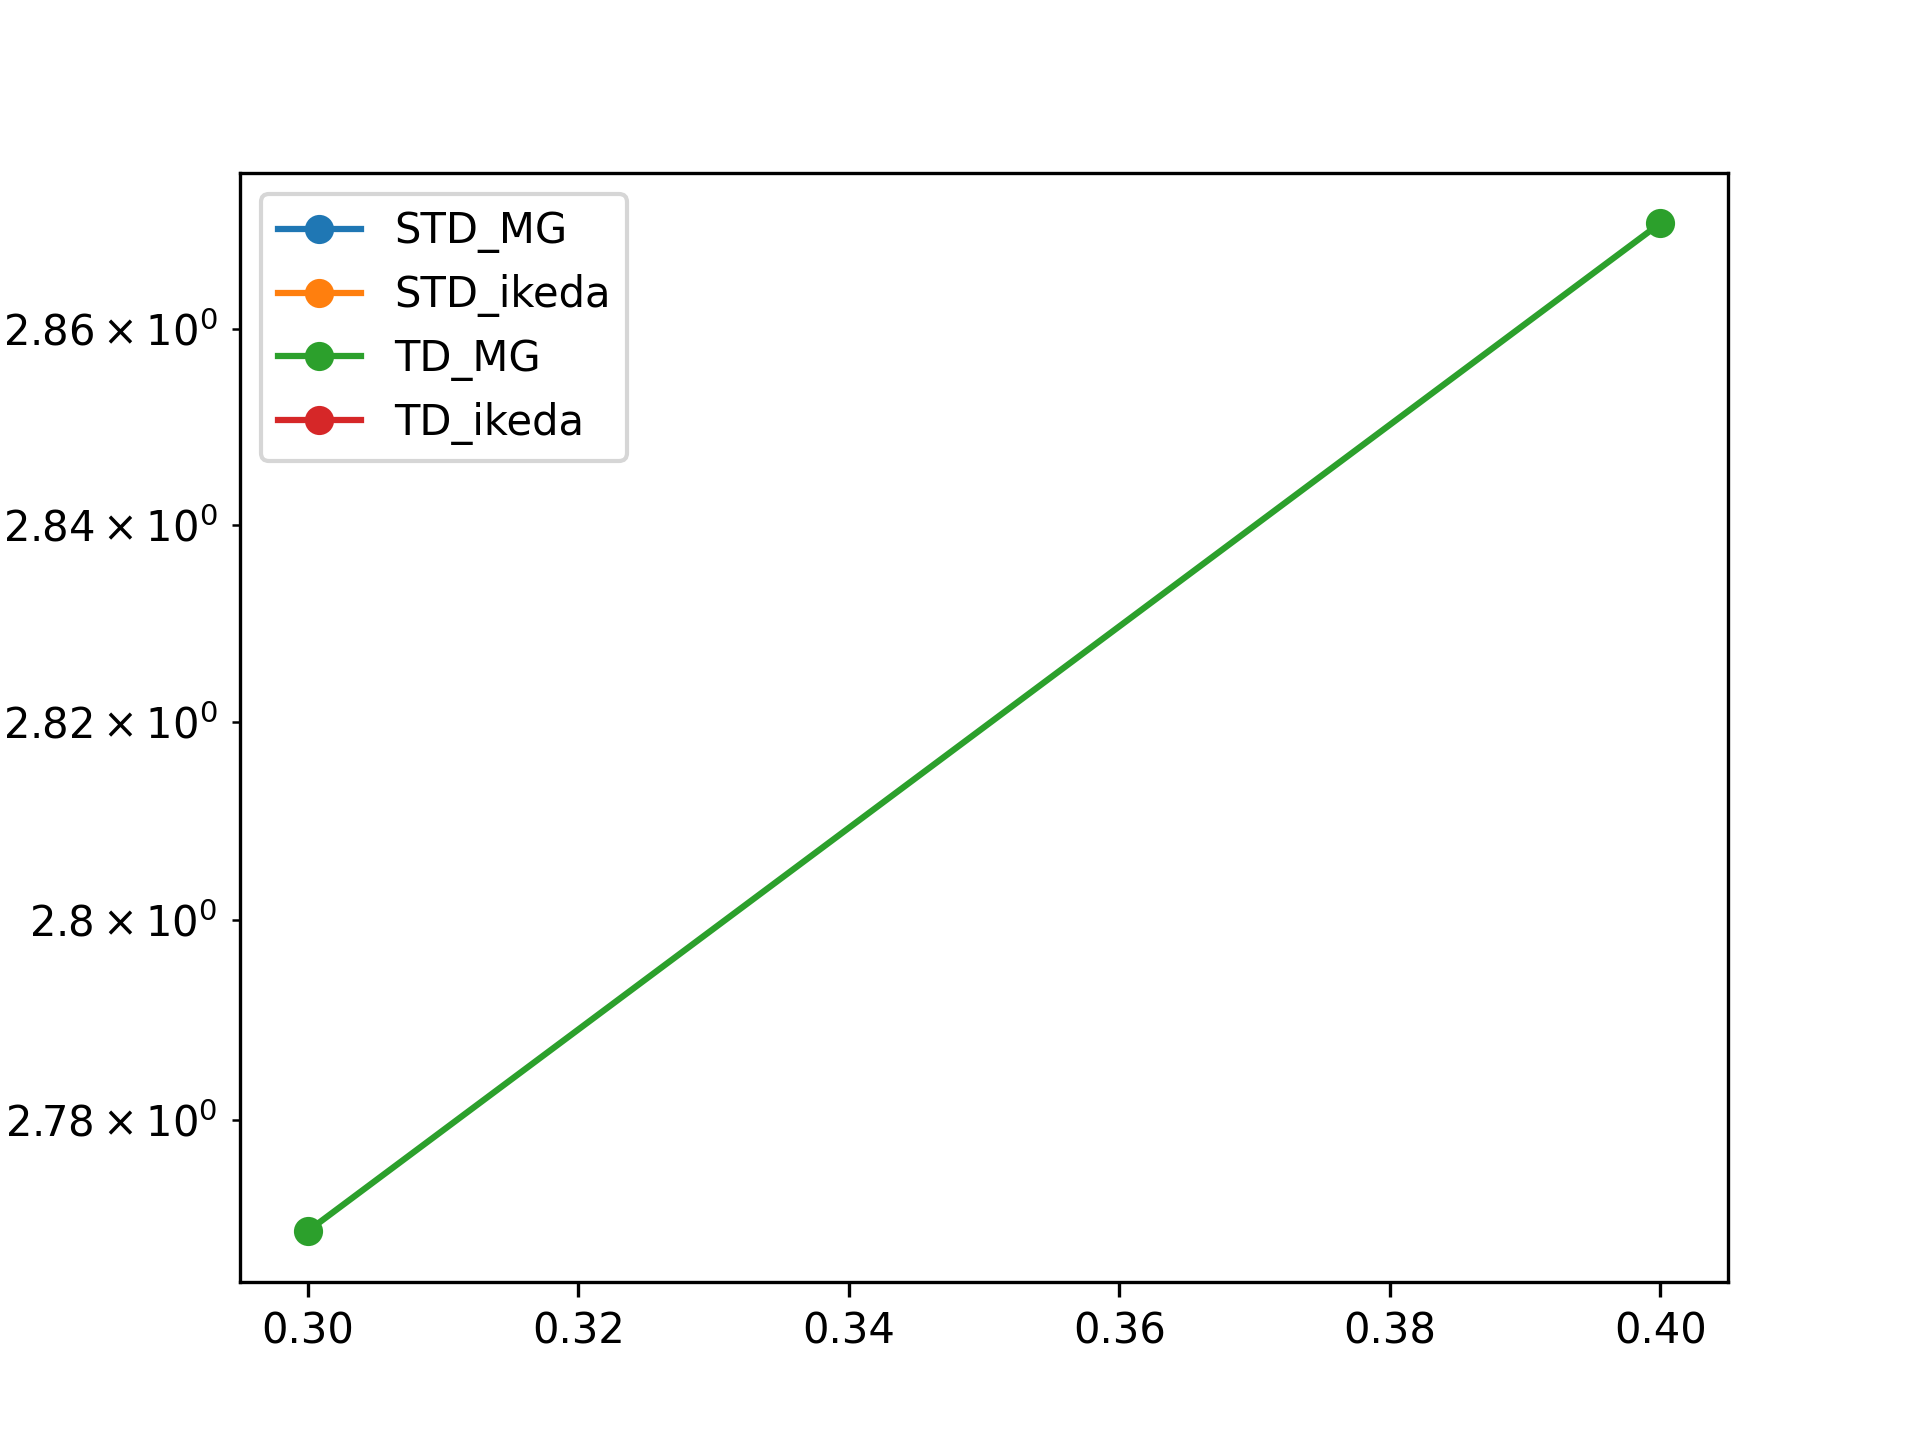 STD_MG
STD_ikeda
TD_MG
TD_ikeda
2.86 × 10⁰
2.84 × 10⁰
2.82 × 10⁰
2.8 × 10⁰
2.78 × 10⁰
0.30 0.32 0.34 0.36 0.38 0.40